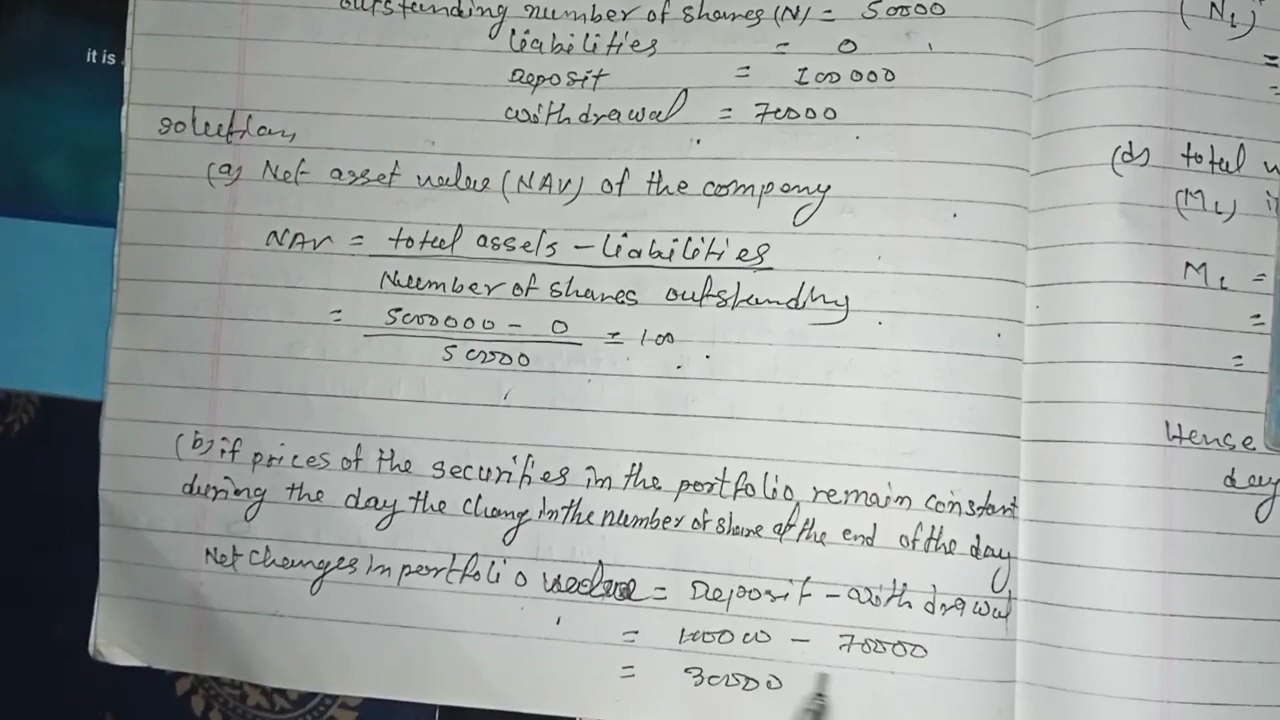 outstanding number of shares (N) = 50000
liabilities = 0
Deposit = 100000
withdrawal = 70000
it is
solution,
(a) Net asset value (NAV) of the company
NAV = total assets - liabilities
Number of shares outstanding
= 5000000 - 0 = 100
50000
(b) if prices of the securities in the portfolio remain constant
during the day the chang in the number of share at the end of the day
Net changes in portfolio value = Deposit - withdrawal
= 100000 - 70000
= 30000
(N1)
=
=
(d) total
(M1) i
M1 =
=
=
Hense
day